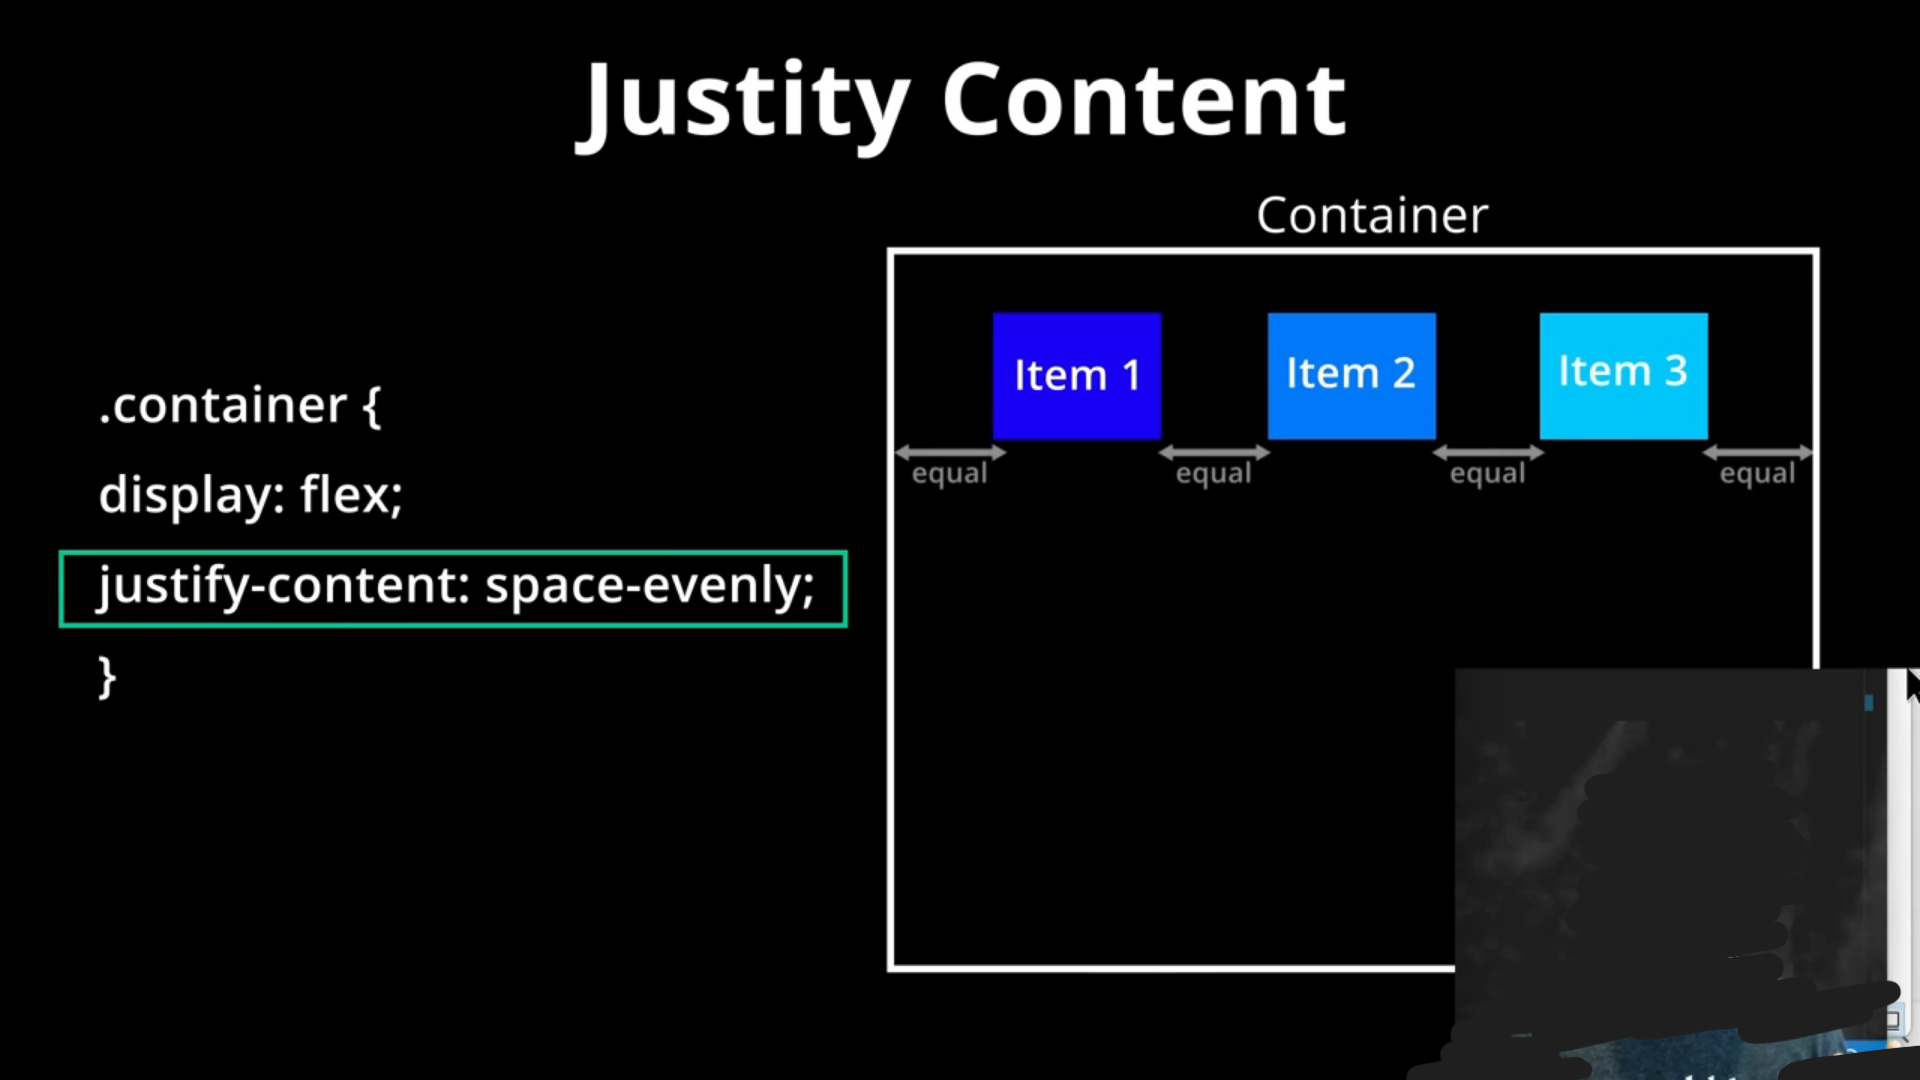 Justity Content
Container
.container {
display: flex;
justify-content: space-evenly;
}
Item 1
Item 2
Item 3
equal
equal
equal
equal